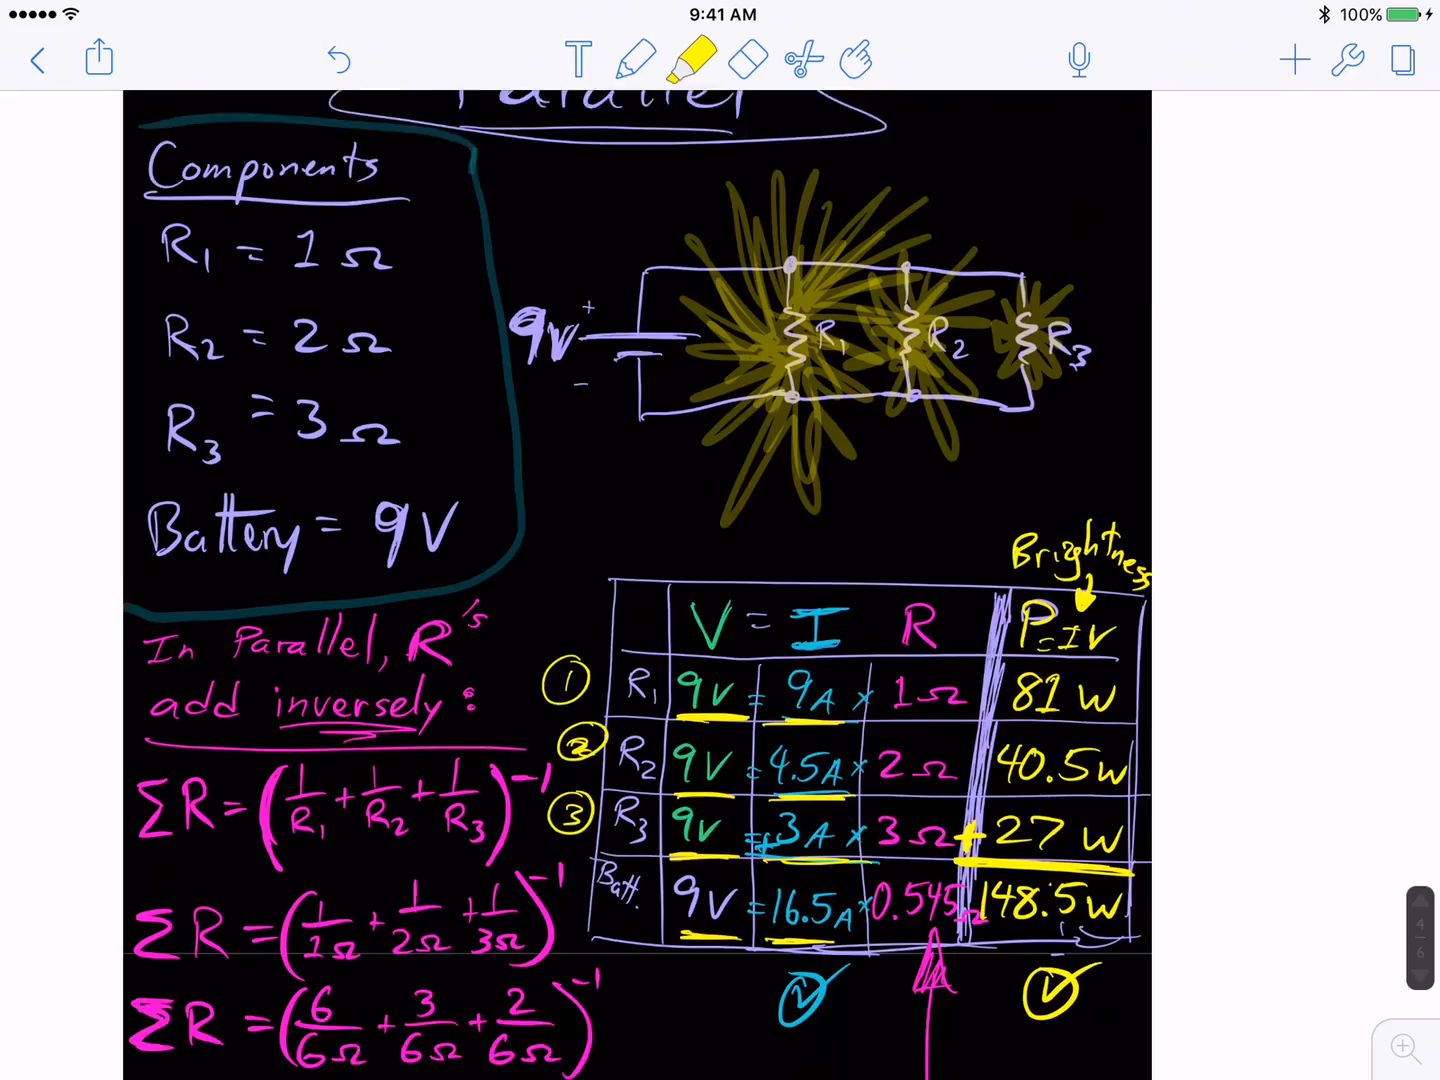 9:41 AM
100%
T
Parallel
Components
R₁ = 1 Ω
R₂ = 2 Ω
R₃ = 3 Ω
Battery = 9 V
9V
+
−
R₁
R₂
R₃
Brightness
V = I R P=IV
① R₁ 9V = 9A × 1Ω 81 W
② R₂ 9V = 4.5A × 2Ω 40.5W
③ R₃ 9V = +3A × 3Ω + 27 W
Batt. 9V = 16.5A × 0.545Ω 148.5W
In Parallel, R's
add inversely :
ΣR = (1/R₁ + 1/R₂ + 1/R₃)⁻¹
ΣR = (1/1Ω + 1/2Ω + 1/3Ω)⁻¹
ΣR = (6/6Ω + 3/6Ω + 2/6Ω)⁻¹
4
6